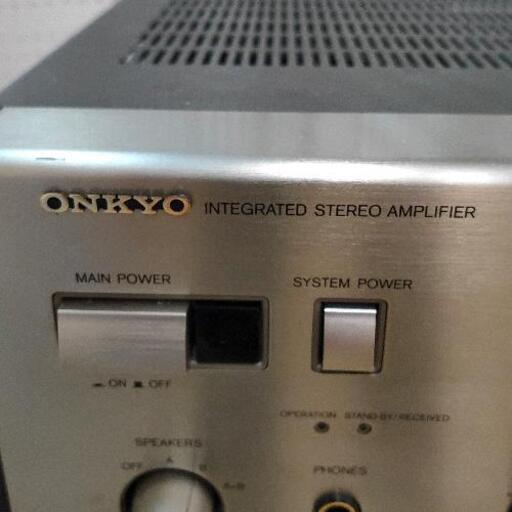 ONKYO INTEGRATED STEREO AMPLIFIER
MAIN POWER
SYSTEM POWER
ON OFF
OPERATION STAND-BY/RECEIVED
SPEAKERS
OFF A B A+B
PHONES